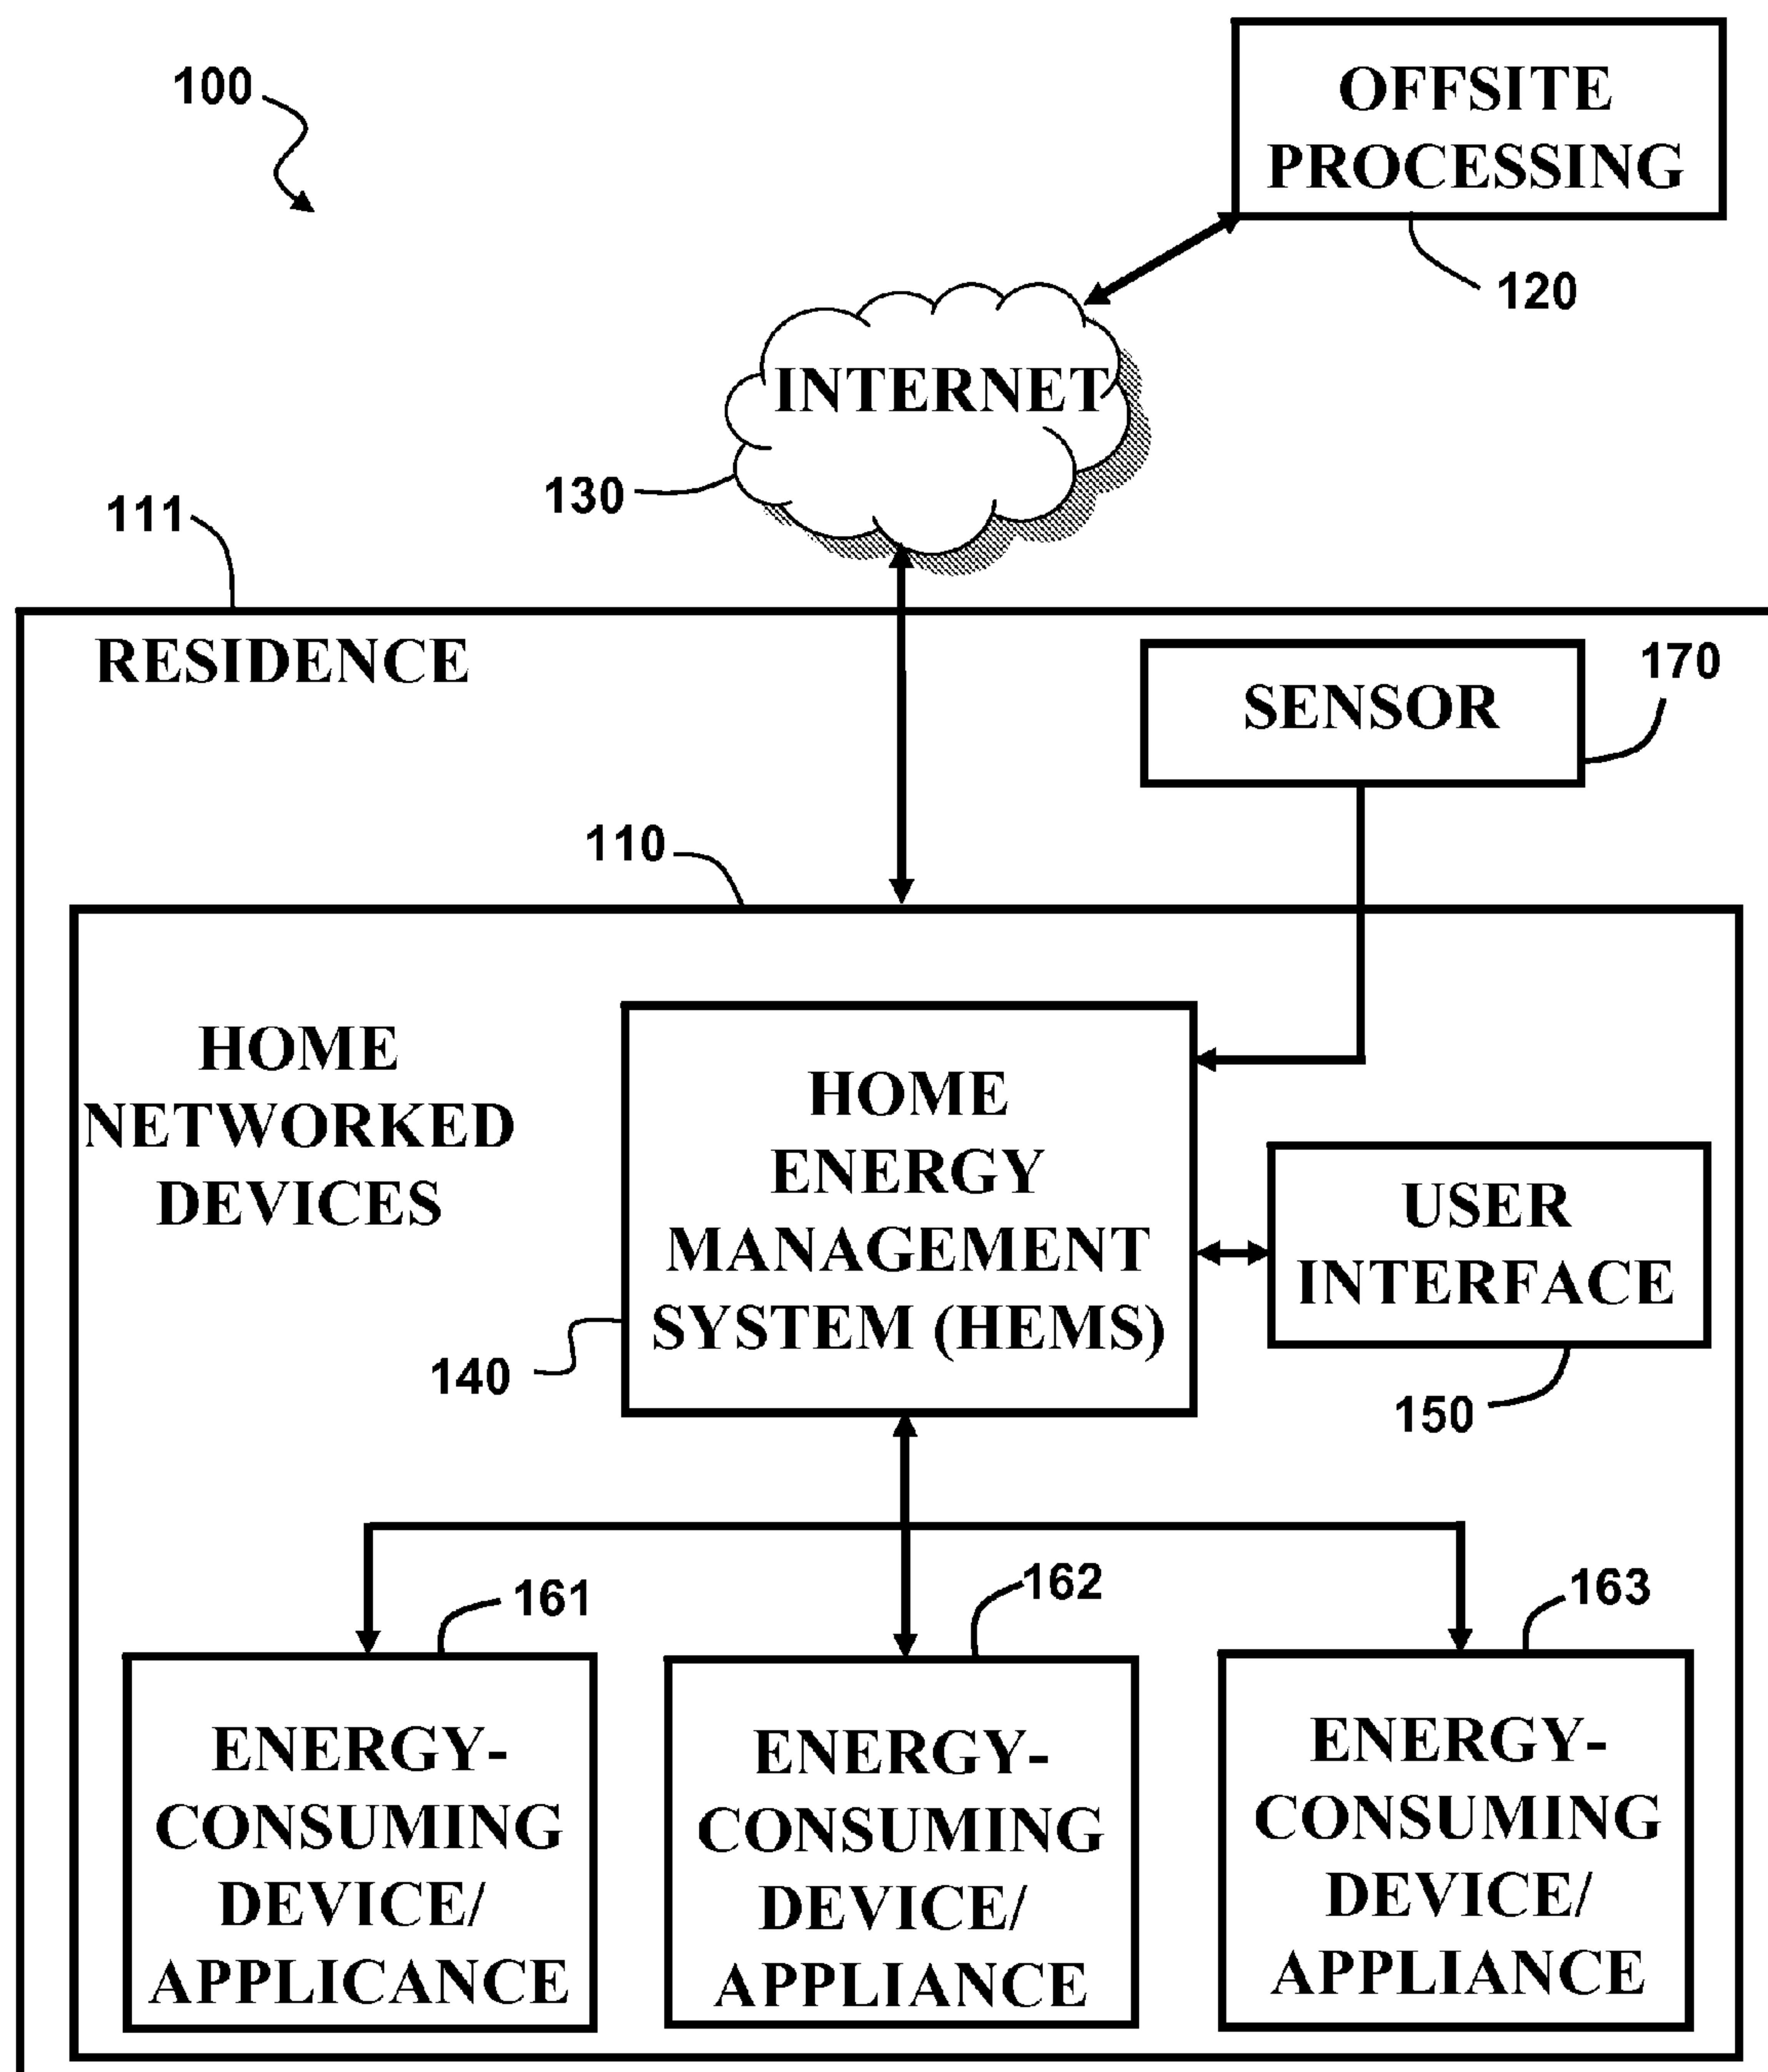 100
OFFSITE
PROCESSING
120
INTERNET
130
111
RESIDENCE
SENSOR
170
110
HOME
NETWORKED
DEVICES
HOME
ENERGY
MANAGEMENT
SYSTEM (HEMS)
140
USER
INTERFACE
150
161
ENERGY-
CONSUMING
DEVICE/
APPLICANCE
162
ENERGY-
CONSUMING
DEVICE/
APPLIANCE
163
ENERGY-
CONSUMING
DEVICE/
APPLIANCE